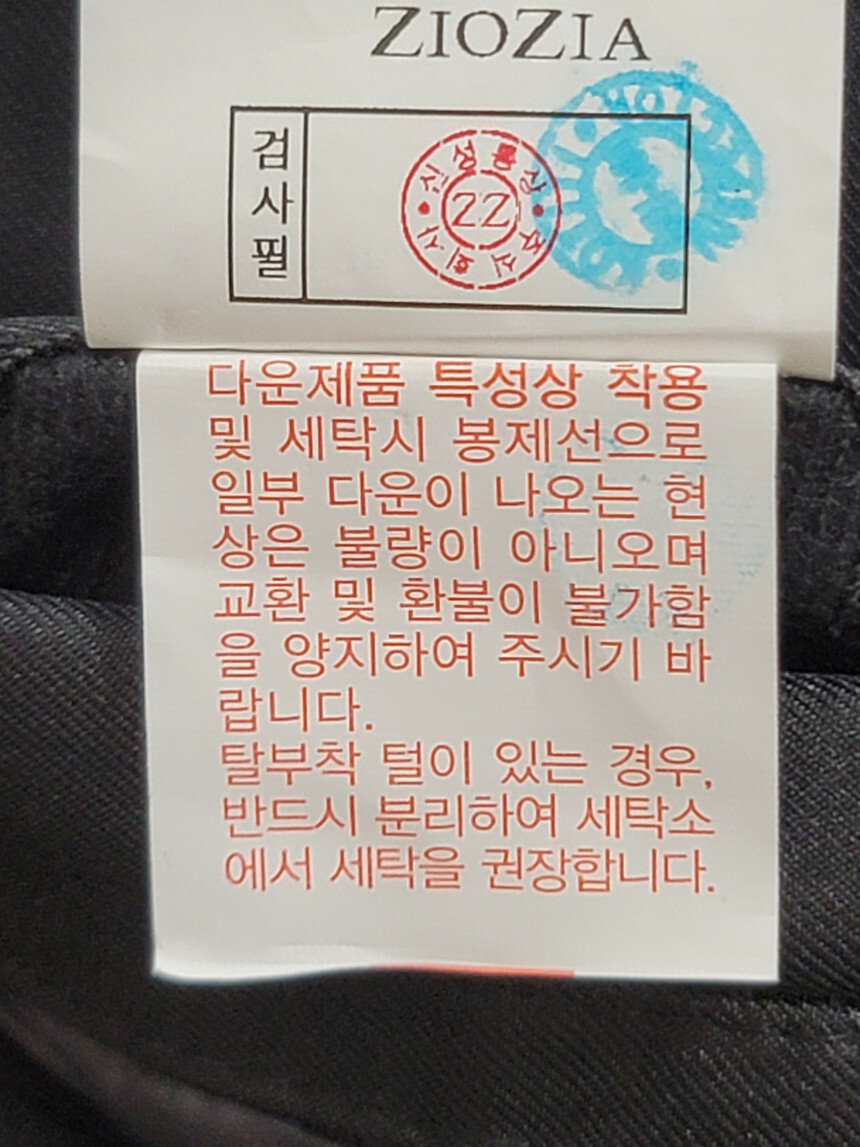 ZIOZIA
검사필
신성통상 주식회사
22
다운제품 특성상 착용
및 세탁시 봉제선으로
일부 다운이 나오는 현
상은 불량이 아니오며
교환 및 환불이 불가함
을 양지하여 주시기 바
랍니다.
탈부착 털이 있는 경우,
반드시 분리하여 세탁소
에서 세탁을 권장합니다.